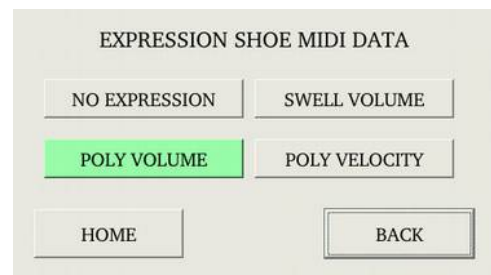 EXPRESSION SHOE MIDI DATA
NO EXPRESSION SWELL VOLUME
POLY VOLUME POLY VELOCITY
HOME BACK